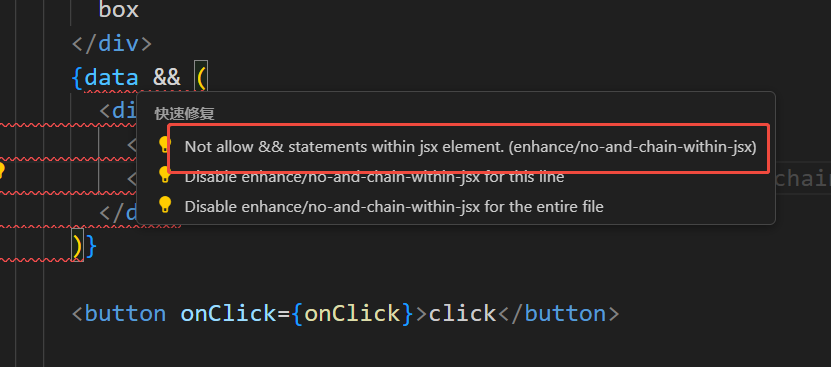 box
</div>
{data && (
<di
快速修复
<
Not allow && statements within jsx element. (enhance/no-and-chain-within-jsx)
<
Disable enhance/no-and-chain-within-jsx for this line
chain
</d
Disable enhance/no-and-chain-within-jsx for the entire file
)}
<button onClick={onClick}>click</button>